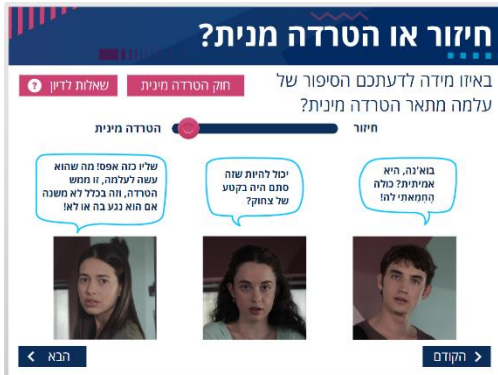 חיזור או הטרדה מנית?
באיזו מידה לדעתכם הסיפור של
עלמה מתאר הטרדה מינית?
חוק הטרדה מינית
שאלות לדיון ?
חיזור
הטרדה מינית
בוא'נה, היא
אמיתית? כולה
הֶחְמֵאתִי לה!
יכול להיות שזה
סתם היה בקטע
של צחוק?
שליו כזה אפס! מה שהוא
עשה לעלמה, זו ממש
הטרדה, וזה בכלל לא משנה
אם הוא נגע בה או לא!
הקודם
הבא